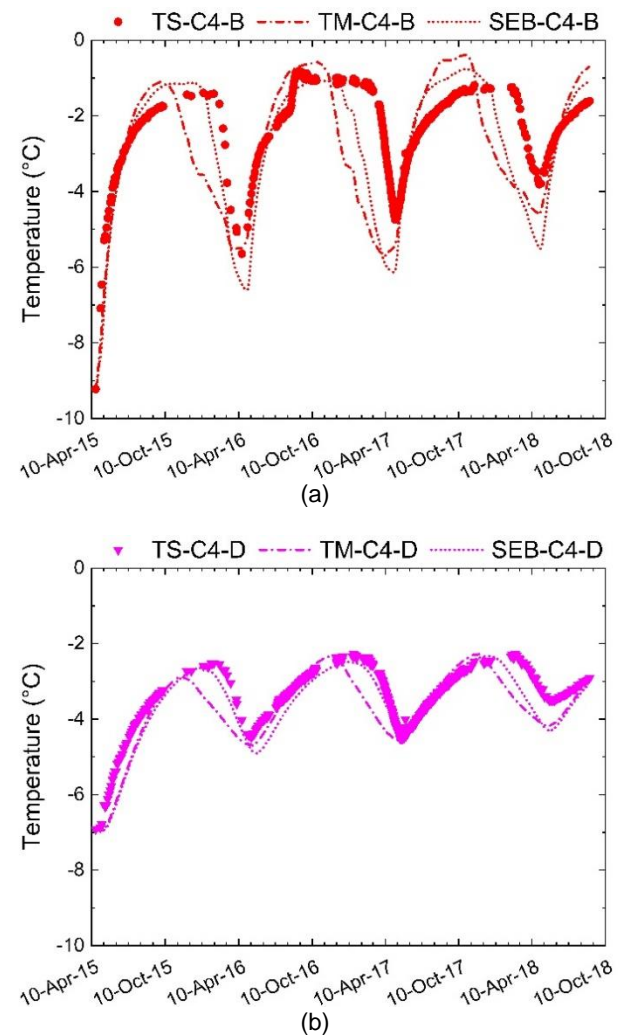 TS-C4-B TM-C4-B SEB-C4-B
0
-2
-4
-6
-8
-10
Temperature (°C)
10-Apr-15 10-Oct-15 10-Apr-16 10-Oct-16 10-Apr-17 10-Oct-17 10-Apr-18 10-Oct-18
(a)
TS-C4-D TM-C4-D SEB-C4-D
0
-2
-4
-6
-8
-10
Temperature (°C)
10-Apr-15 10-Oct-15 10-Apr-16 10-Oct-16 10-Apr-17 10-Oct-17 10-Apr-18 10-Oct-18
(b)